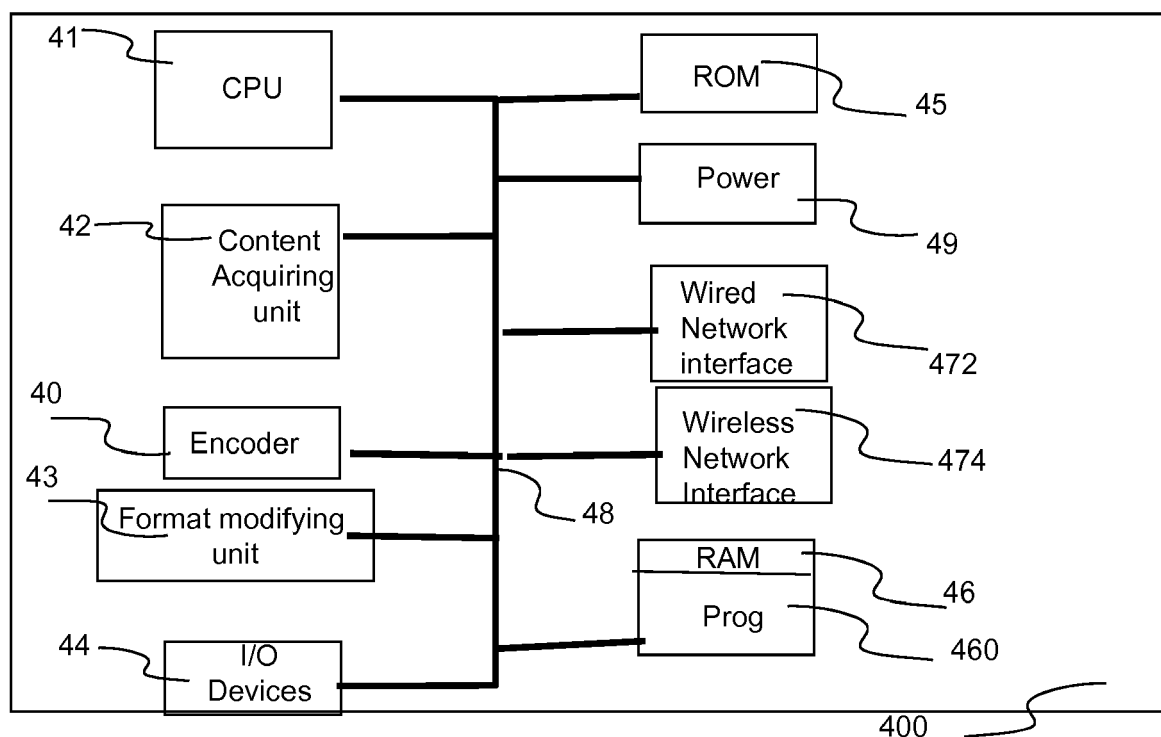 41
CPU
ROM
45
Power
49
42
Content
Acquiring
unit
Wired
Network
interface
472
40
Encoder
Wireless
Network
Interface
474
43
Format modifying
unit
48
RAM
46
Prog
460
44
I/O
Devices
400